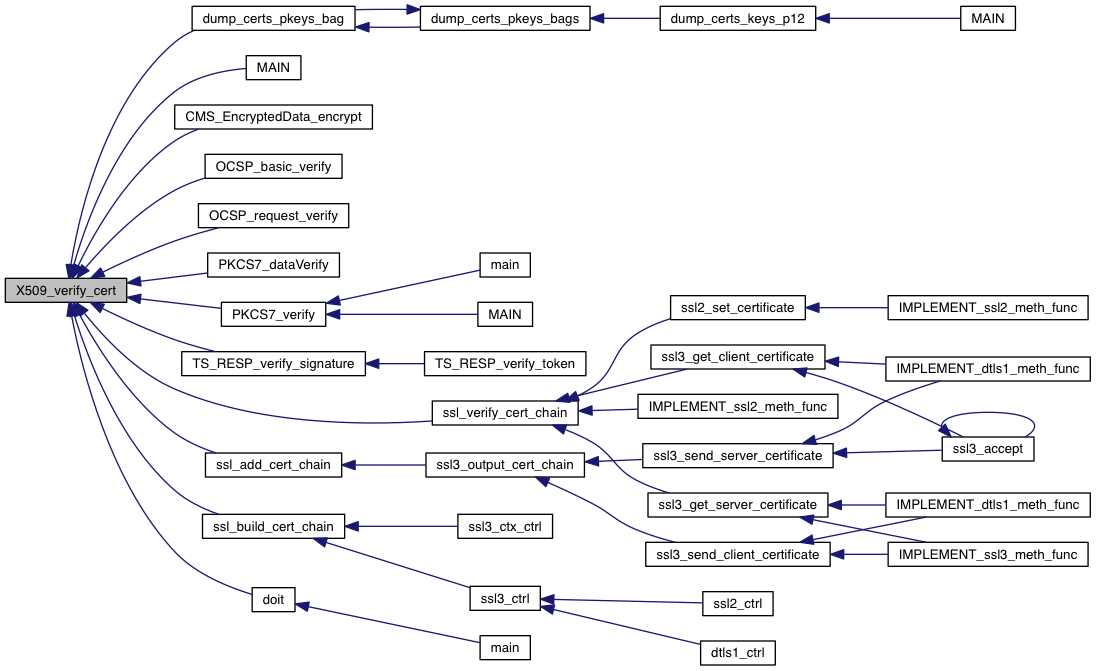 dump_certs_pkeys_bag
dump_certs_pkeys_bags
dump_certs_keys_p12
MAIN
MAIN
CMS_EncryptedData_encrypt
OCSP_basic_verify
OCSP_request_verify
PKCS7_dataVerify
main
X509_verify_cert
PKCS7_verify
MAIN
ssl2_set_certificate
IMPLEMENT_ssl2_meth_func
TS_RESP_verify_signature
TS_RESP_verify_token
ssl3_get_client_certificate
IMPLEMENT_dtls1_meth_func
ssl_verify_cert_chain
IMPLEMENT_ssl2_meth_func
ssl3_send_server_certificate
ssl3_accept
ssl_add_cert_chain
ssl3_output_cert_chain
ssl3_get_server_certificate
IMPLEMENT_dtls1_meth_func
ssl_build_cert_chain
ssl3_ctx_ctrl
ssl3_send_client_certificate
IMPLEMENT_ssl3_meth_func
doit
ssl3_ctrl
ssl2_ctrl
main
dtls1_ctrl